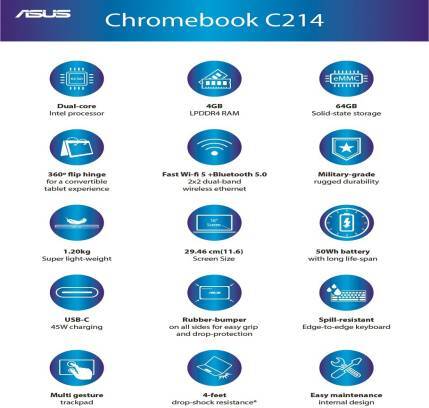 ASUS Chromebook C214
eMMC
Dual-core
Intel processor
4GB
LPDDR4 RAM
64GB
Solid-state storage
360º flip hinge
for a convertible
tablet experience
Fast Wi-fi 5 +Bluetooth 5.0
2x2 dual-band
wireless ethernet
Military-grade
rugged durability
Screen
1.20kg
Super light-weight
29.46 cm(11.6)
Screen Size
50Wh battery
with long life-span
ASUS
USB-C
45W charging
Rubber-bumper
on all sides for easy grip
and drop-protection
Spill-resistant
Edge-to-edge keyboard
Multi gesture
trackpad
4-feet
drop-shock resistance*
Easy maintenance
internal design